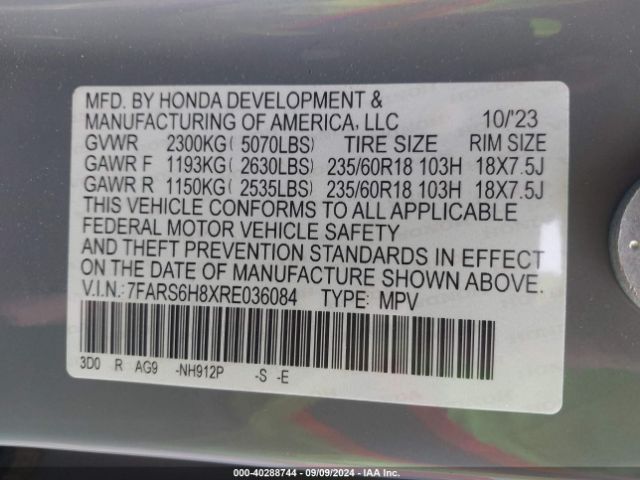 MFD. BY HONDA DEVELOPMENT &
MANUFACTURING OF AMERICA, LLC 10/'23
GVWR 2300KG( 5070LBS) TIRE SIZE RIM SIZE
GAWR F 1193KG( 2630LBS) 235/60R18 103H 18X7.5J
GAWR R 1150KG( 2535LBS) 235/60R18 103H 18X7.5J
THIS VEHICLE CONFORMS TO ALL APPLICABLE
FEDERAL MOTOR VEHICLE SAFETY
AND THEFT PREVENTION STANDARDS IN EFFECT
ON THE DATE OF MANUFACTURE SHOWN ABOVE.
V.I.N.:7FARS6H8XRE036084 TYPE: MPV
3D0 R AG9 -NH912P -S -E
000-40288744 - 09/09/2024 - IAA Inc.